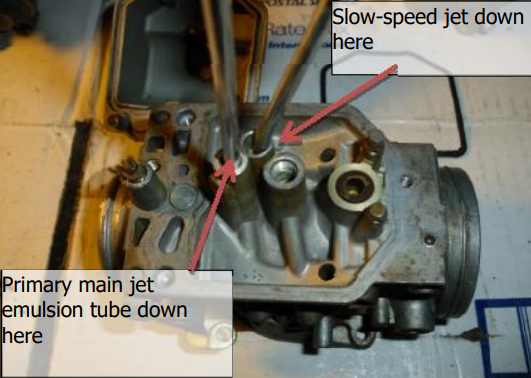 Slow-speed jet down
here
Primary main jet
emulsion tube down
here